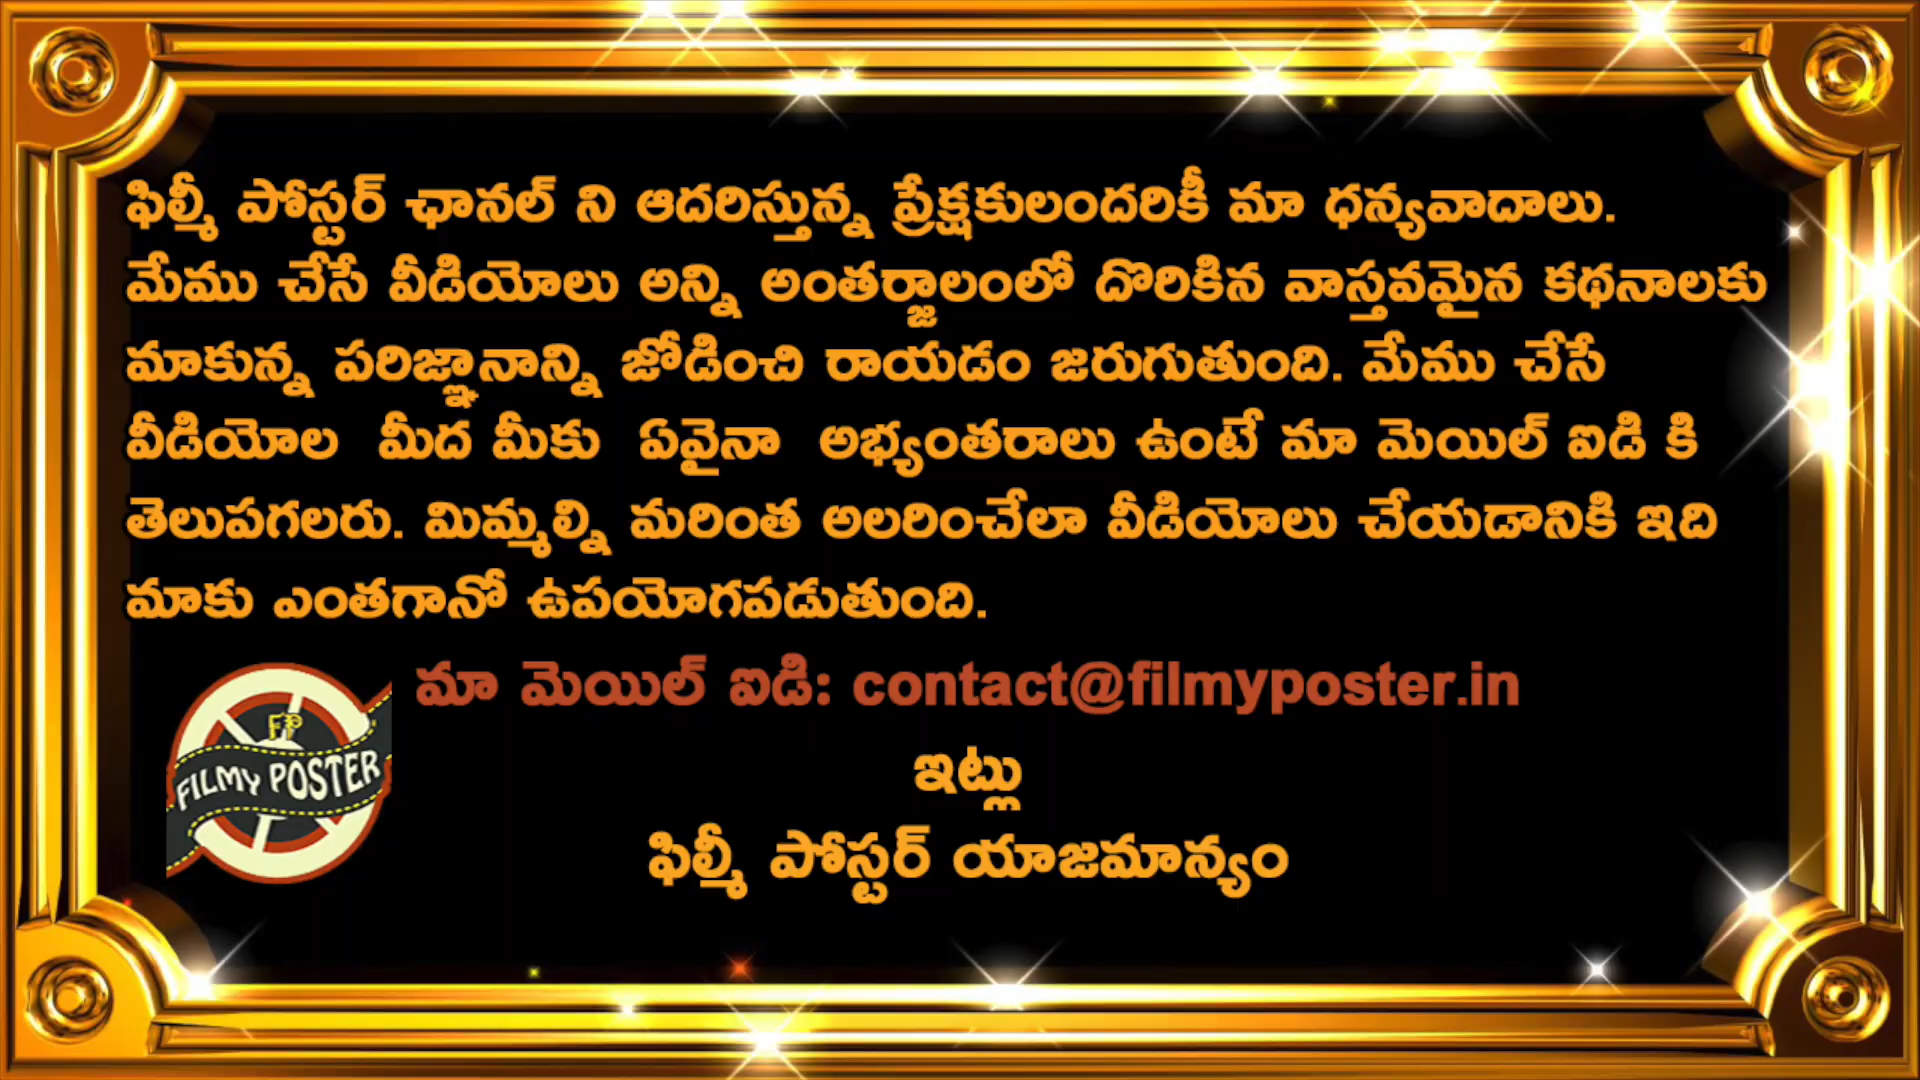 ఫిల్మీ పోస్టర్ ఛానల్ ని ఆదరిస్తున్న ప్రేక్షకులందరికీ మా ధన్యవాదాలు.
మేము చేసే వీడియోలు అన్ని అంతర్జాలంలో దొరికిన వాస్తవమైన కథనాలకు
మాకున్న పరిజ్ఞానాన్ని జోడించి రాయడం జరుగుతుంది. మేము చేసే
వీడియోల మీద మీకు ఏవైనా అభ్యంతరాలు ఉంటే మా మెయిల్ ఐడి కి
తెలుపగలరు. మిమ్మల్ని మరింత అలరించేలా వీడియోలు చేయడానికి ఇది
మాకు ఎంతగానో ఉపయోగపడుతుంది.
మా మెయిల్ ఐడి: contact@filmyposter.in
FP
FILMY POSTER
ఇట్లు
ఫిల్మీ పోస్టర్ యాజమాన్యం